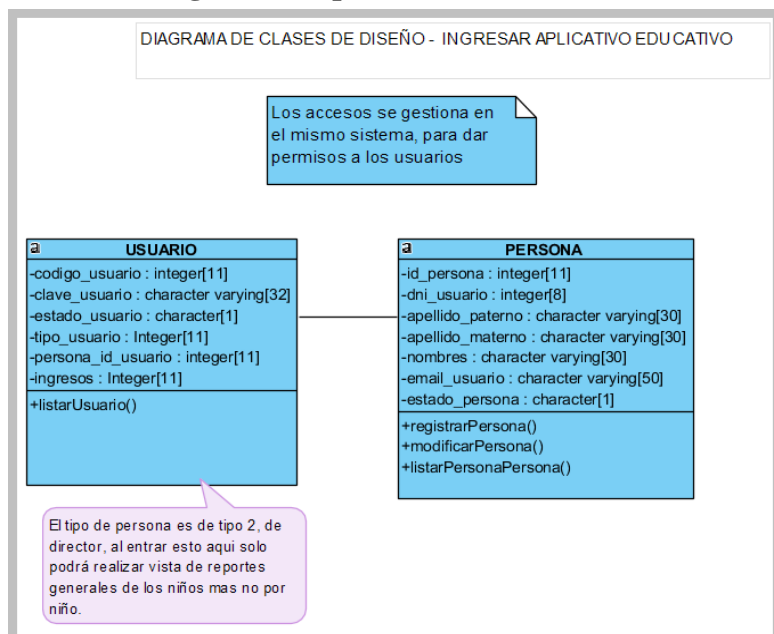 DIAGRAMA DE CLASES DE DISEÑO - INGRESAR APLICATIVO EDUCATIVO
Los accesos se gestiona en
el mismo sistema, para dar
permisos a los usuarios
a USUARIO
-codigo_usuario : integer[11]
-clave_usuario : character varying[32]
-estado_usuario : character[1]
-tipo_usuario : Integer[11]
-persona_id_usuario : integer[11]
-ingresos : Integer[11]
+listarUsuario()
a PERSONA
-id_persona : integer[11]
-dni_usuario : integer[8]
-apellido_paterno : character varying[30]
-apellido_materno : character varying[30]
-nombres : character varying[30]
-email_usuario : character varying[50]
-estado_persona : character[1]
+registrarPersona()
+modificarPersona()
+listarPersonaPersona()
El tipo de persona es de tipo 2, de
director, al entrar esto aqui solo
podrá realizar vista de reportes
generales de los niños mas no por
niño.